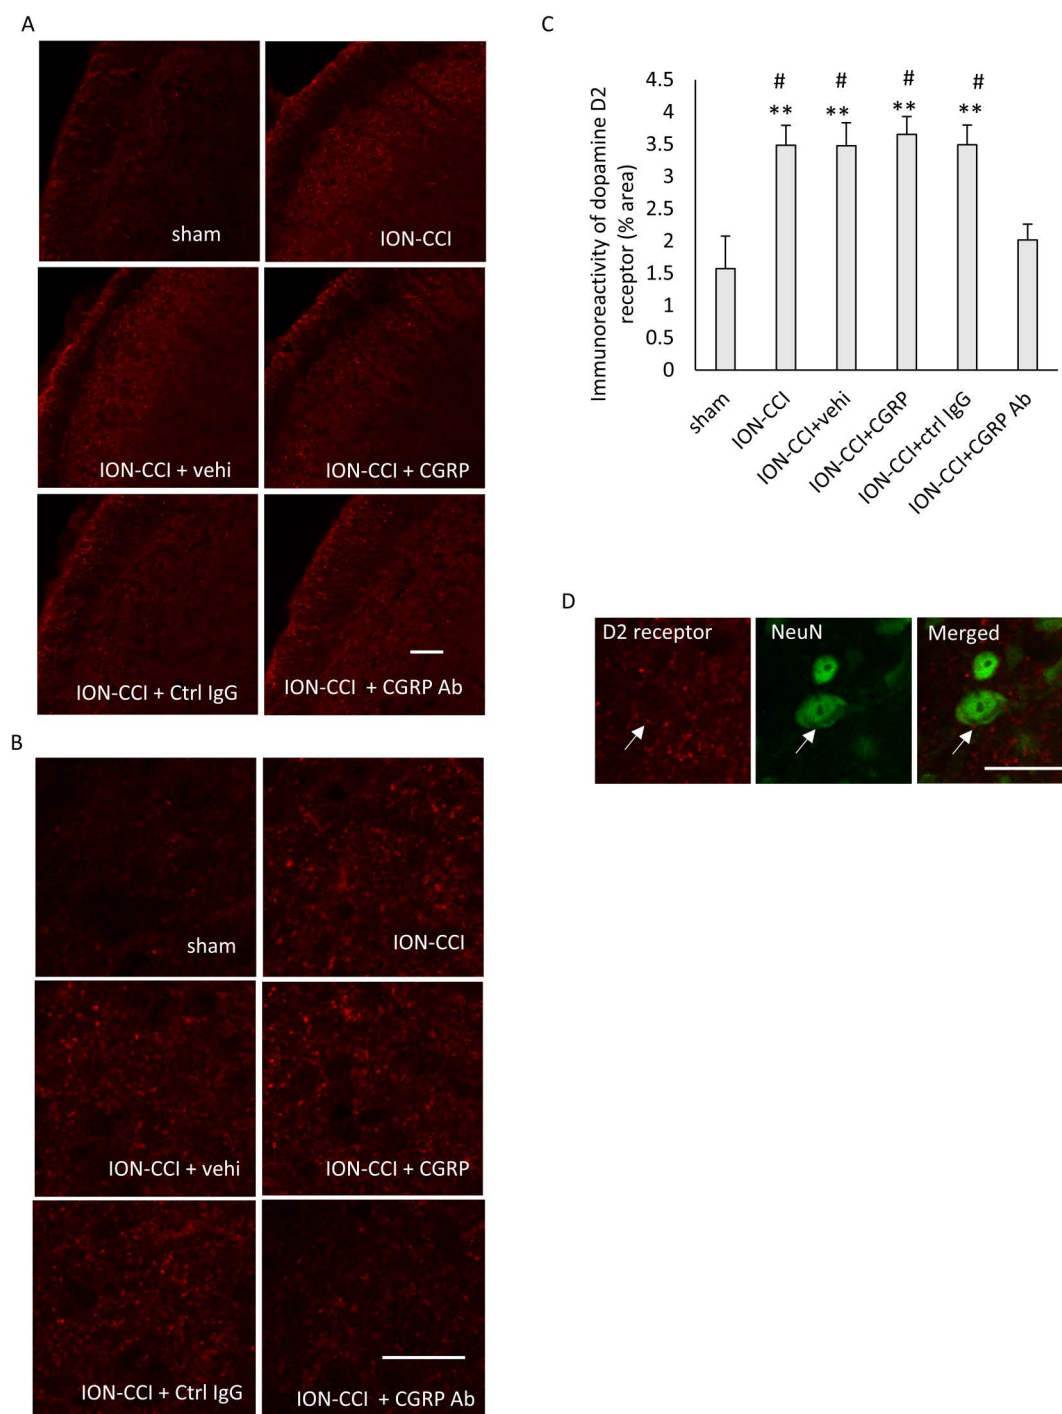 A
sham
ION-CCI
ION-CCI + vehi
ION-CCI + CGRP
ION-CCI + Ctrl IgG
ION-CCI + CGRP Ab
B
sham
ION-CCI
ION-CCI + vehi
ION-CCI + CGRP
ION-CCI + Ctrl IgG
ION-CCI + CGRP Ab
C
Immunoreactivity of dopamine D2
receptor (% area)
4.5
4
3.5
3
2.5
2
1.5
1
0.5
0
# # # #
** ** ** **
sham
ION-CCI
ION-CCI+vehi
ION-CCI+CGRP
ION-CCI+ctrl IgG
ION-CCI+CGRP Ab
D
D2 receptor
NeuN
Merged